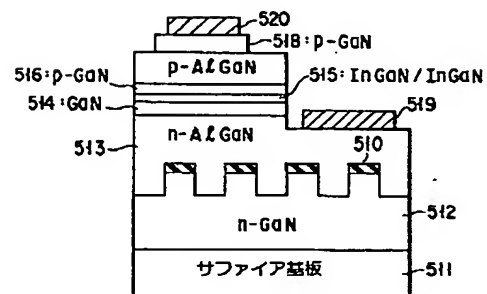 520
518:p-GaN
p-AlGaN
516:p-GaN
515:InGaN/InGaN
514:GaN
519
n-AlGaN
513
510
n-GaN
512
サファイア基板
511